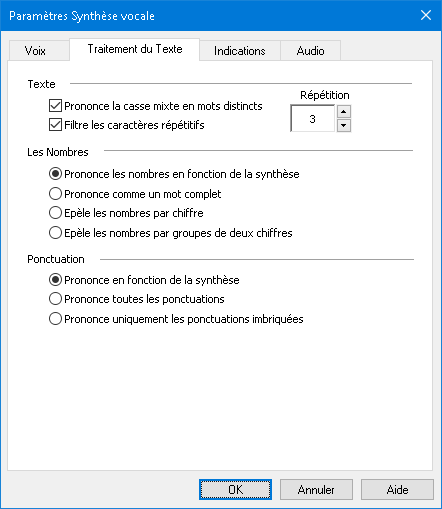 Paramètres Synthèse vocale
Voix
Traitement du Texte
Indications
Audio
Texte
Répétition
Prononce la casse mixte en mots distincts
3
Filtre les caractères répétitifs
Les Nombres
Prononce les nombres en fonction de la synthèse
Prononce comme un mot complet
Epèle les nombres par chiffre
Epèle les nombres par groupes de deux chiffres
Ponctuation
Prononce en fonction de la synthèse
Prononce toutes les ponctuations
Prononce uniquement les ponctuations imbriquées
OK
Annuler
Aide